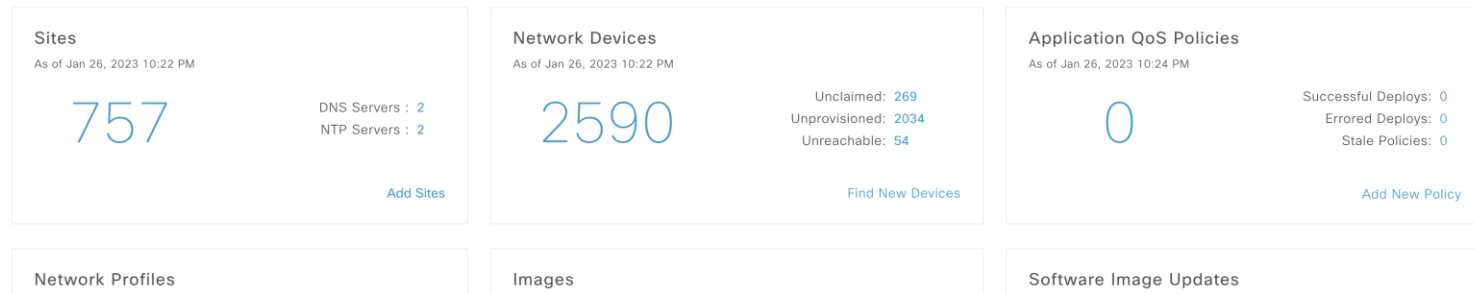 Sites
As of Jan 26, 2023 10:22 PM
757
DNS Servers : 2
NTP Servers : 2
Add Sites
Network Devices
As of Jan 26, 2023 10:22 PM
2590
Unclaimed: 269
Unprovisioned: 2034
Unreachable: 54
Find New Devices
Application QoS Policies
As of Jan 26, 2023 10:24 PM
0
Successful Deploys: 0
Errored Deploys: 0
Stale Policies: 0
Add New Policy
Network Profiles
Images
Software Image Updates